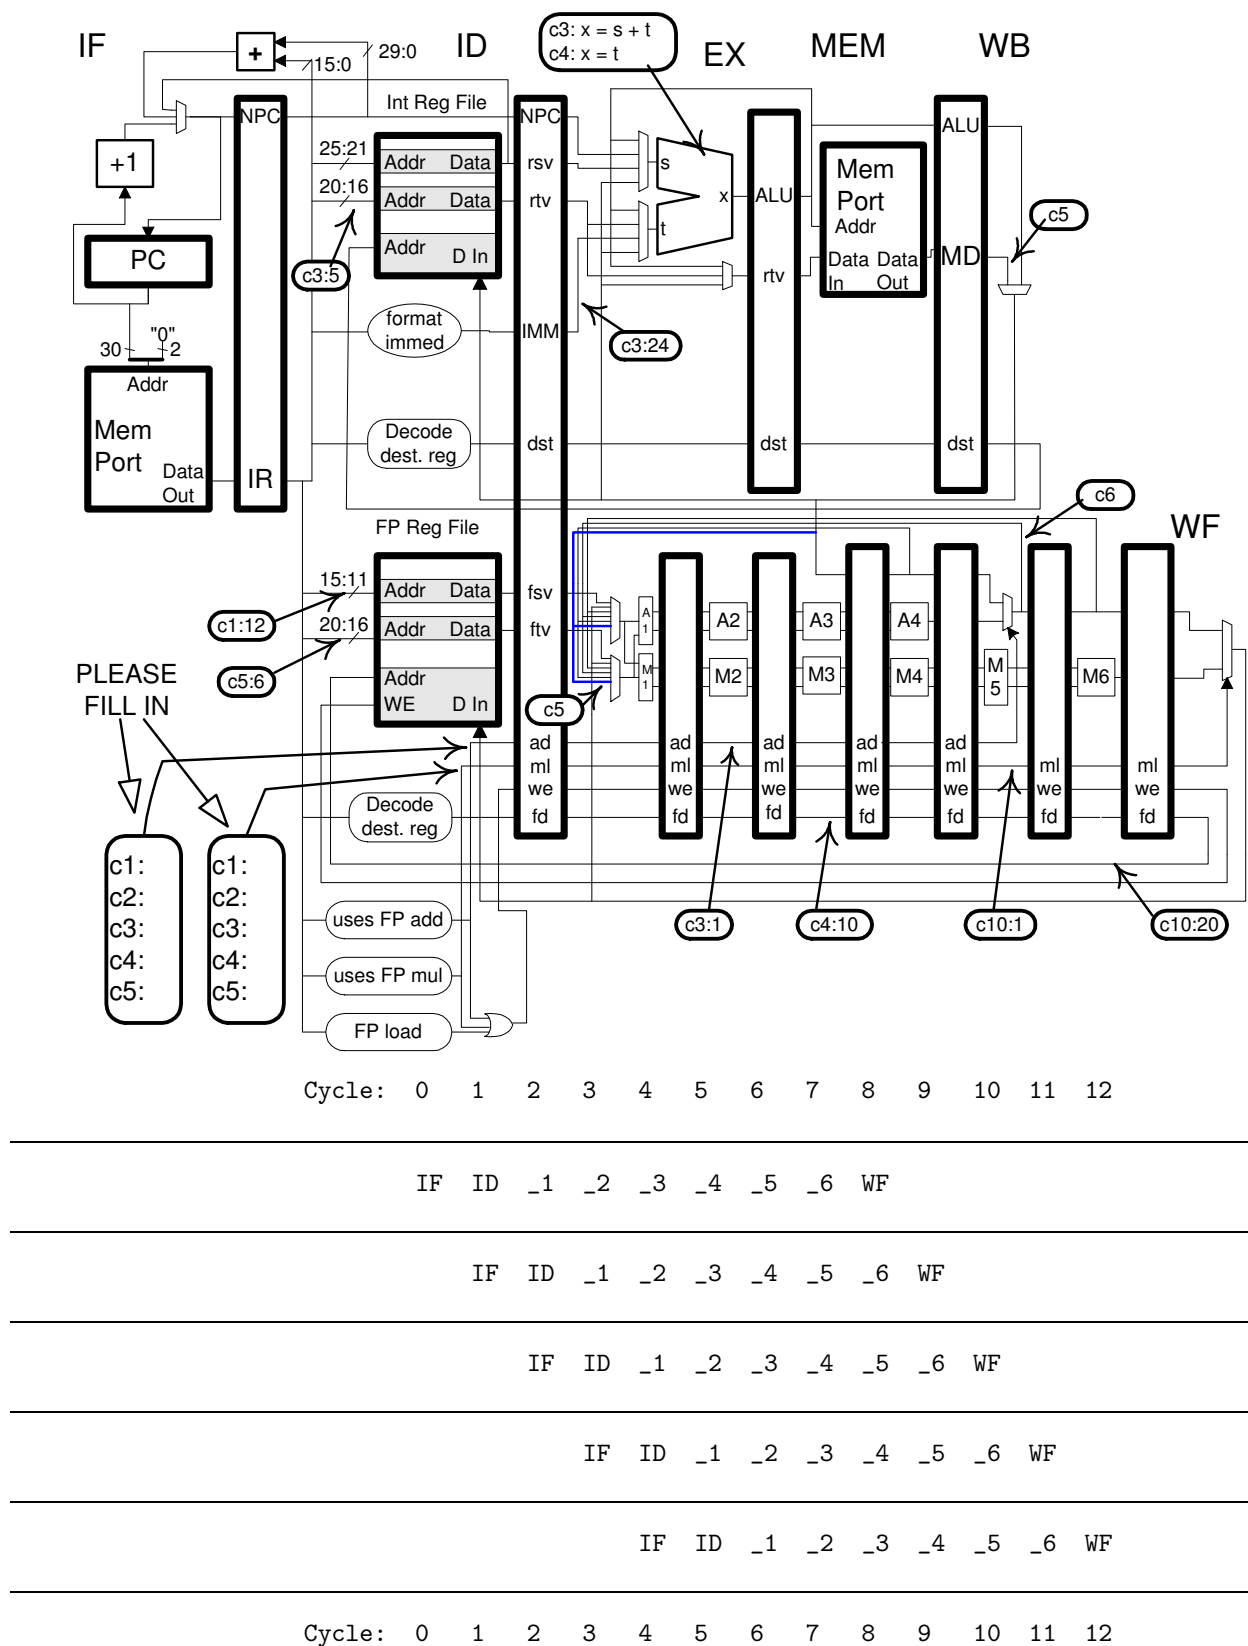 IF
ID
EX
MEM
WB
c3: x = s + t
c4: x = t
+
29:0
15:0
Int Reg File
NPC
NPC
+1
25:21
Addr Data
rsv
20:16
Addr Data
rtv
Addr
D In
c3:5
PC
s
t
x
ALU
rtv
Mem
Port
Addr
Data
In
Data
Out
ALU
MD
c5
format
immed
IMM
c3:24
"0"
30
2
Addr
Mem
Port
Data
Out
IR
Decode
dest. reg
dst
dst
dst
FP Reg File
c6
WF
15:11
Addr Data
fsv
c1:12
20:16
Addr Data
ftv
c5:6
Addr
WE
D In
c5
A
1
A2
A3
A4
M
1
M2
M3
M4
M
5
M6
PLEASE
FILL IN
ad
ml
we
fd
ad
ml
we
fd
ad
ml
we
fd
ad
ml
we
fd
ad
ml
we
fd
ml
we
fd
ml
we
fd
Decode
dest. reg
c1:
c2:
c3:
c4:
c5:
c1:
c2:
c3:
c4:
c5:
uses FP add
uses FP mul
FP load
c3:1
c4:10
c10:1
c10:20
Cycle: 0 1 2 3 4 5 6 7 8 9 10 11 12
IF ID _1 _2 _3 _4 _5 _6 WF
IF ID _1 _2 _3 _4 _5 _6 WF
IF ID _1 _2 _3 _4 _5 _6 WF
IF ID _1 _2 _3 _4 _5 _6 WF
IF ID _1 _2 _3 _4 _5 _6 WF
Cycle: 0 1 2 3 4 5 6 7 8 9 10 11 12